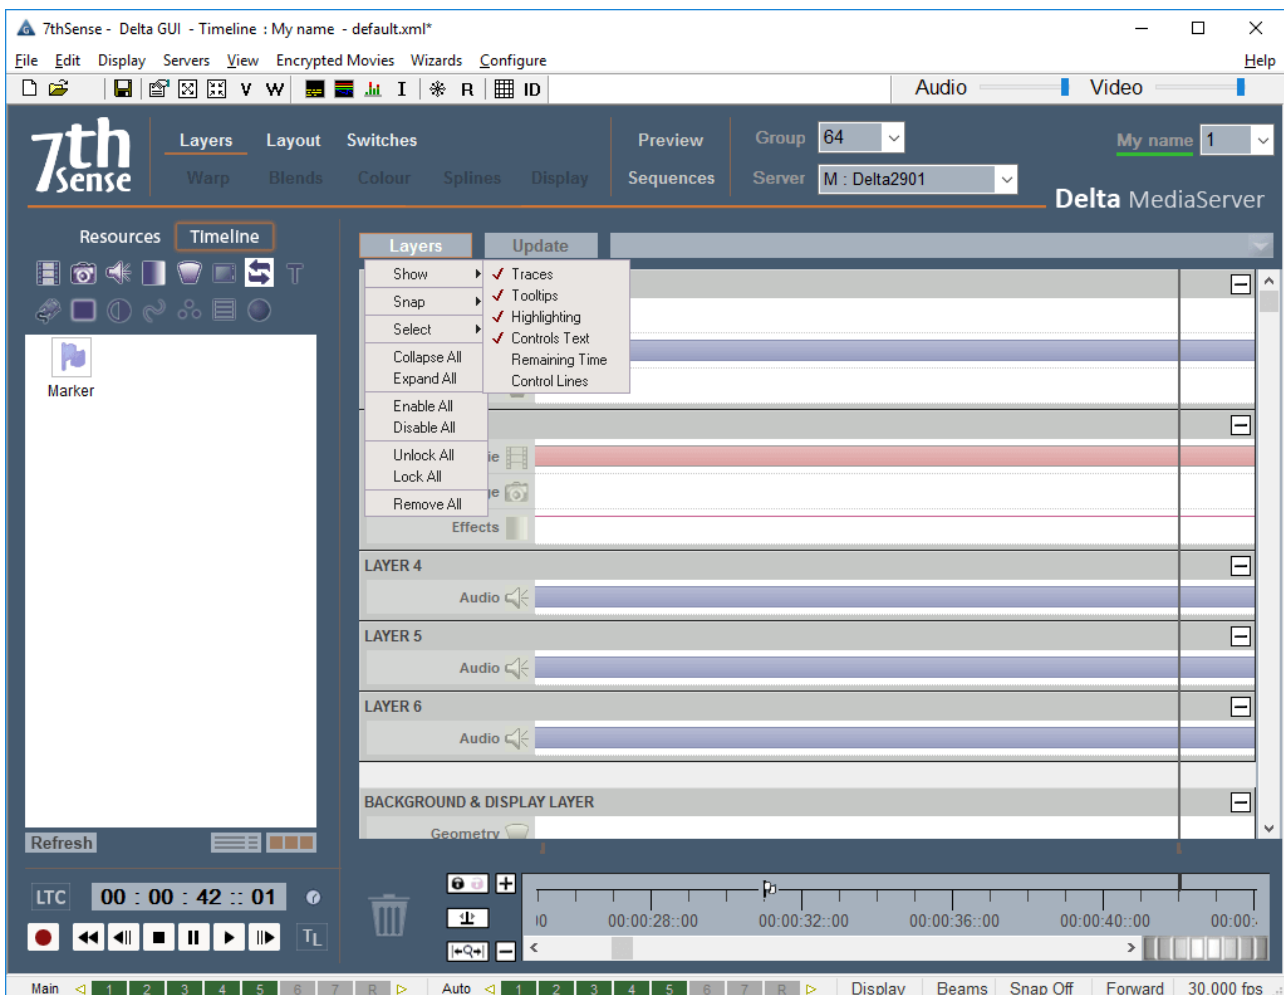 7thSense - Delta GUI - Timeline : My name - default.xml*
File Edit Display Servers View Encrypted Movies Wizards Configure Help
V W I R ID Audio Video
7th Sense
Layers Layout Switches Preview Group 64 My name 1
Warp Blends Colour Splines Display Sequences Server M : Delta2901
Delta MediaServer
Resources Timeline
Layers Update
T
Marker
Show
Snap
Select
Collapse All
Expand All
Enable All
Disable All
Unlock All
Lock All
Remove All
Traces
Tooltips
Highlighting
Controls Text
Remaining Time
Control Lines
ie
ge
Effects
LAYER 4
Audio
LAYER 5
Audio
LAYER 6
Audio
BACKGROUND & DISPLAY LAYER
Geometry
Refresh
LTC 00 : 00 : 42 :: 01
TL
00 00:00:28::00 00:00:32::00 00:00:36::00 00:00:40::00 00:00:
Main 1 2 3 4 5 6 7 R Auto 1 2 3 4 5 6 7 R Display Beams Snap Off Forward 30.000 fps